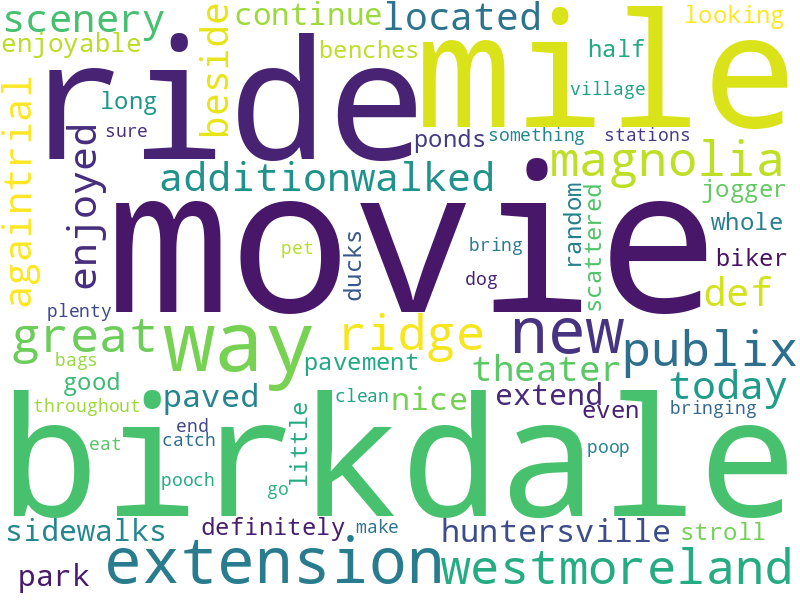 scenery
continue
located
looking
enjoyable
beside
ride
mile
benches
half
long
village
sure
ponds
something
stations
againtrial
enjoyed
additionwalked
magnolia
movie
random
scattered
jogger
whole
pet
ducks
bring
biker
dog
def
plenty
great
way
ridge
new
publix
bags
pavement
theater
good
today
throughout
paved
clean
nice
extend
even
bringing
birkdale
end
catch
little
eat
poop
pooch
go
sidewalks
definitely
make
huntersville
stroll
park
extension
westmoreland